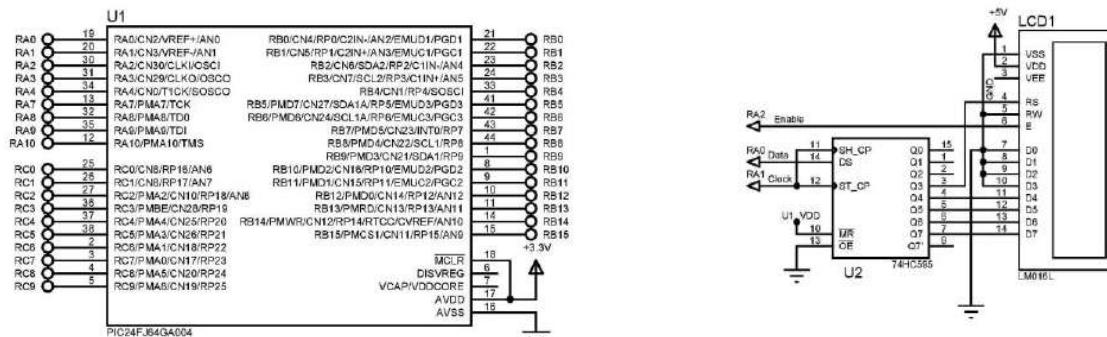 U1
RA0 19 RA0/CN2/VREF+/AN0 RB0/CN4/RP0/C2IN-/AN2/EMUD1/PGD1 21 RB0
RA1 20 RA1/CN3/VREF-/AN1 RB1/CN5/RP1/C2IN+/AN3/EMUC1/PGC1 22 RB1
RA2 30 RA2/CN30/CLKI/OSCI RB2/CN6/SDA2/RP2/C1IN-/AN4 23 RB2
RA3 31 RA3/CN29/CLKO/OSCO RB3/CN7/SCL2/RP3/C1IN+/AN5 24 RB3
RA4 34 RA4/CN0/T1CK/SOSCO RB4/CN1/RP4/SOSCI 33 RB4
RA7 13 RA7/PMA7/TCK RB5/PMD7/CN27/SDA1A/RP5/EMUD3/PGD3 41 RB5
RA8 32 RA8/PMA8/TDO RB6/PMD6/CN24/SCL1A/RP6/EMUC3/PGC3 42 RB6
RA9 35 RA9/PMA9/TDI RB7/PMD5/CN23/INT0/RP7 43 RB7
RA10 12 RA10/PMA10/TMS RB8/PMD4/CN22/SCL1/RP8 44 RB8
RB9/PMD3/CN21/SDA1/RP9 1 RB9
RC0 25 RC0/CN8/RP16/AN6 RB10/PMD2/CN16/RP10/EMUD2/PGD2 8 RB10
RC1 26 RC1/CN9/RP17/AN7 RB11/PMD1/CN15/RP11/EMUC2/PGC2 9 RB11
RC2 27 RC2/PMA2/CN10/RP18/AN8 RB12/PMD0/CN14/RP12/AN12 10 RB12
RC3 36 RC3/PMBE/CN28/RP19 RB13/PMRD/CN13/RP13/AN11 11 RB13
RC4 37 RC4/PMA4/CN25/RP20 RB14/PMWR/CN12/RP14/RTCC/CVREF/AN10 14 RB14
RC5 38 RC5/PMA3/CN26/RP21 RB15/PMCS1/CN11/RP15/AN9 15 RB15
RC6 2 RC6/PMA1/CN18/RP22
RC7 3 RC7/PMA0/CN17/RP23 MCLR 18 +3.3V
RC8 4 RC8/PMA5/CN20/RP24 DISVREG 6
RC9 5 RC9/PMA6/CN19/RP25 VCAP/VDDCORE 7
AVDD 17
AVSS 16
PIC24FJ64GA004
+5V
LCD1
1 VSS
2 VDD
3 VEE
GND
4 RS
5 RW
RA2 Enable 6 E
RA0 Data 11 SH_CP Q0 15 7 D0
14 DS Q1 1 8 D1
RA1 Clock Q2 2 9 D2
12 ST_CP Q3 3 10 D3
Q4 4 11 D4
Q5 5 12 D5
U1_VDD Q6 6 13 D6
10 MR Q7 7 14 D7
13 OE Q7' 9
U2 74HC595
LM016L